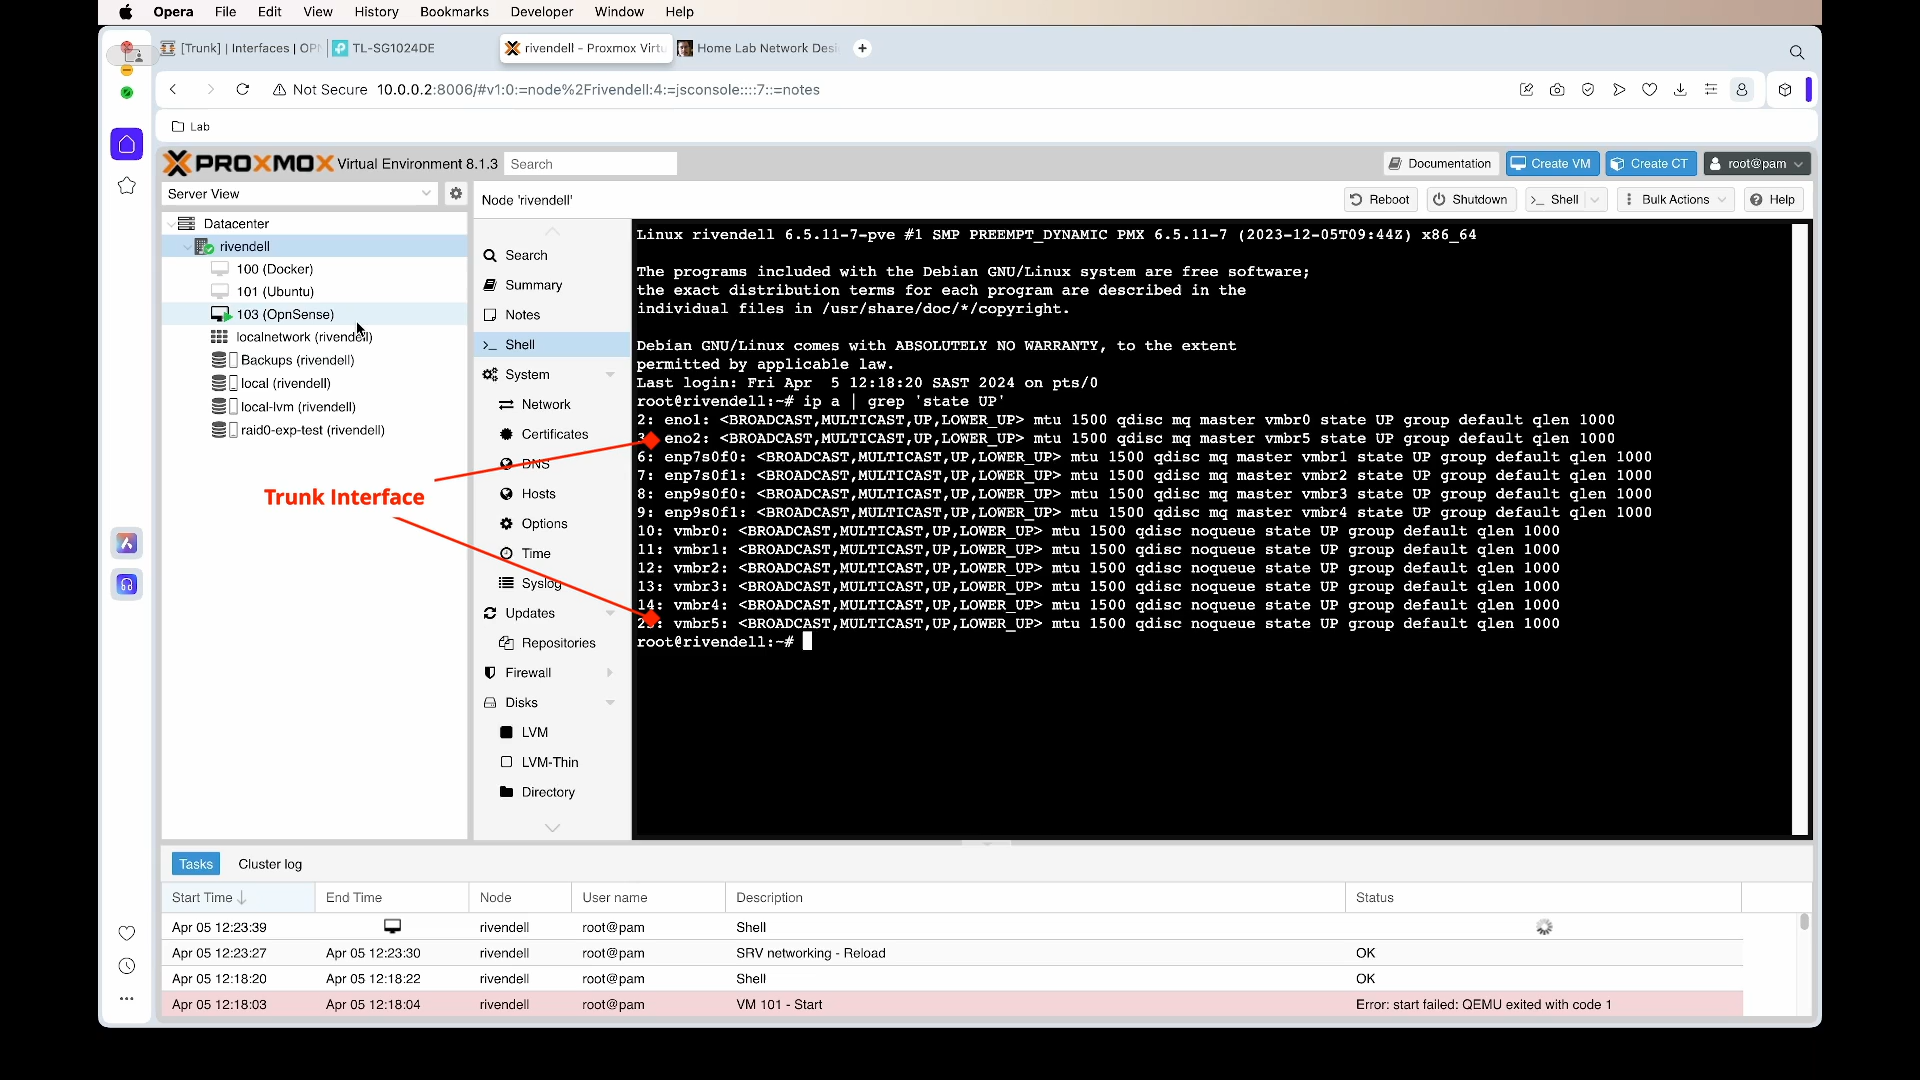 Opera File Edit View History Bookmarks Developer Window Help
[Trunk] | Interfaces | OP
TL-SG1024DE
rivendell - Proxmox Virtu
Home Lab Network Desi
Not Secure 10.0.0.2:8006/#v1:0:=node%2Frivendell:4:=jsconsole::::7::=notes
Lab
PROXMOX Virtual Environment 8.1.3 Search
Documentation Create VM Create CT root@pam
Server View
Node 'rivendell'
Reboot Shutdown >_ Shell Bulk Actions Help
Datacenter
rivendell
100 (Docker)
101 (Ubuntu)
103 (OpnSense)
localnetwork (rivendell)
Backups (rivendell)
local (rivendell)
local-lvm (rivendell)
raid0-exp-test (rivendell)
Trunk Interface
Search
Summary
Notes
>_ Shell
System
Network
Certificates
DNS
Hosts
Options
Time
Syslog
Updates
Repositories
Firewall
Disks
LVM
LVM-Thin
Directory
Linux rivendell 6.5.11-7-pve #1 SMP PREEMPT_DYNAMIC PMX 6.5.11-7 (2023-12-05T09:44Z) x86_64
The programs included with the Debian GNU/Linux system are free software;
the exact distribution terms for each program are described in the
individual files in /usr/share/doc/*/copyright.
Debian GNU/Linux comes with ABSOLUTELY NO WARRANTY, to the extent
permitted by applicable law.
Last login: Fri Apr  5 12:18:20 SAST 2024 on pts/0
root@rivendell:~# ip a | grep 'state UP'
2: eno1: <BROADCAST,MULTICAST,UP,LOWER_UP> mtu 1500 qdisc mq master vmbr0 state UP group default qlen 1000
eno2: <BROADCAST,MULTICAST,UP,LOWER_UP> mtu 1500 qdisc mq master vmbr5 state UP group default qlen 1000
6: enp7s0f0: <BROADCAST,MULTICAST,UP,LOWER_UP> mtu 1500 qdisc mq master vmbr1 state UP group default qlen 1000
7: enp7s0f1: <BROADCAST,MULTICAST,UP,LOWER_UP> mtu 1500 qdisc mq master vmbr2 state UP group default qlen 1000
8: enp9s0f0: <BROADCAST,MULTICAST,UP,LOWER_UP> mtu 1500 qdisc mq master vmbr3 state UP group default qlen 1000
9: enp9s0f1: <BROADCAST,MULTICAST,UP,LOWER_UP> mtu 1500 qdisc mq master vmbr4 state UP group default qlen 1000
10: vmbr0: <BROADCAST,MULTICAST,UP,LOWER_UP> mtu 1500 qdisc noqueue state UP group default qlen 1000
11: vmbr1: <BROADCAST,MULTICAST,UP,LOWER_UP> mtu 1500 qdisc noqueue state UP group default qlen 1000
12: vmbr2: <BROADCAST,MULTICAST,UP,LOWER_UP> mtu 1500 qdisc noqueue state UP group default qlen 1000
13: vmbr3: <BROADCAST,MULTICAST,UP,LOWER_UP> mtu 1500 qdisc noqueue state UP group default qlen 1000
14: vmbr4: <BROADCAST,MULTICAST,UP,LOWER_UP> mtu 1500 qdisc noqueue state UP group default qlen 1000
vmbr5: <BROADCAST,MULTICAST,UP,LOWER_UP> mtu 1500 qdisc noqueue state UP group default qlen 1000
root@rivendell:~#
Tasks Cluster log
Start Time End Time Node User name Description Status
Apr 05 12:23:39 rivendell root@pam Shell
Apr 05 12:23:27 Apr 05 12:23:30 rivendell root@pam SRV networking - Reload OK
Apr 05 12:18:20 Apr 05 12:18:22 rivendell root@pam Shell OK
Apr 05 12:18:03 Apr 05 12:18:04 rivendell root@pam VM 101 - Start Error: start failed: QEMU exited with code 1